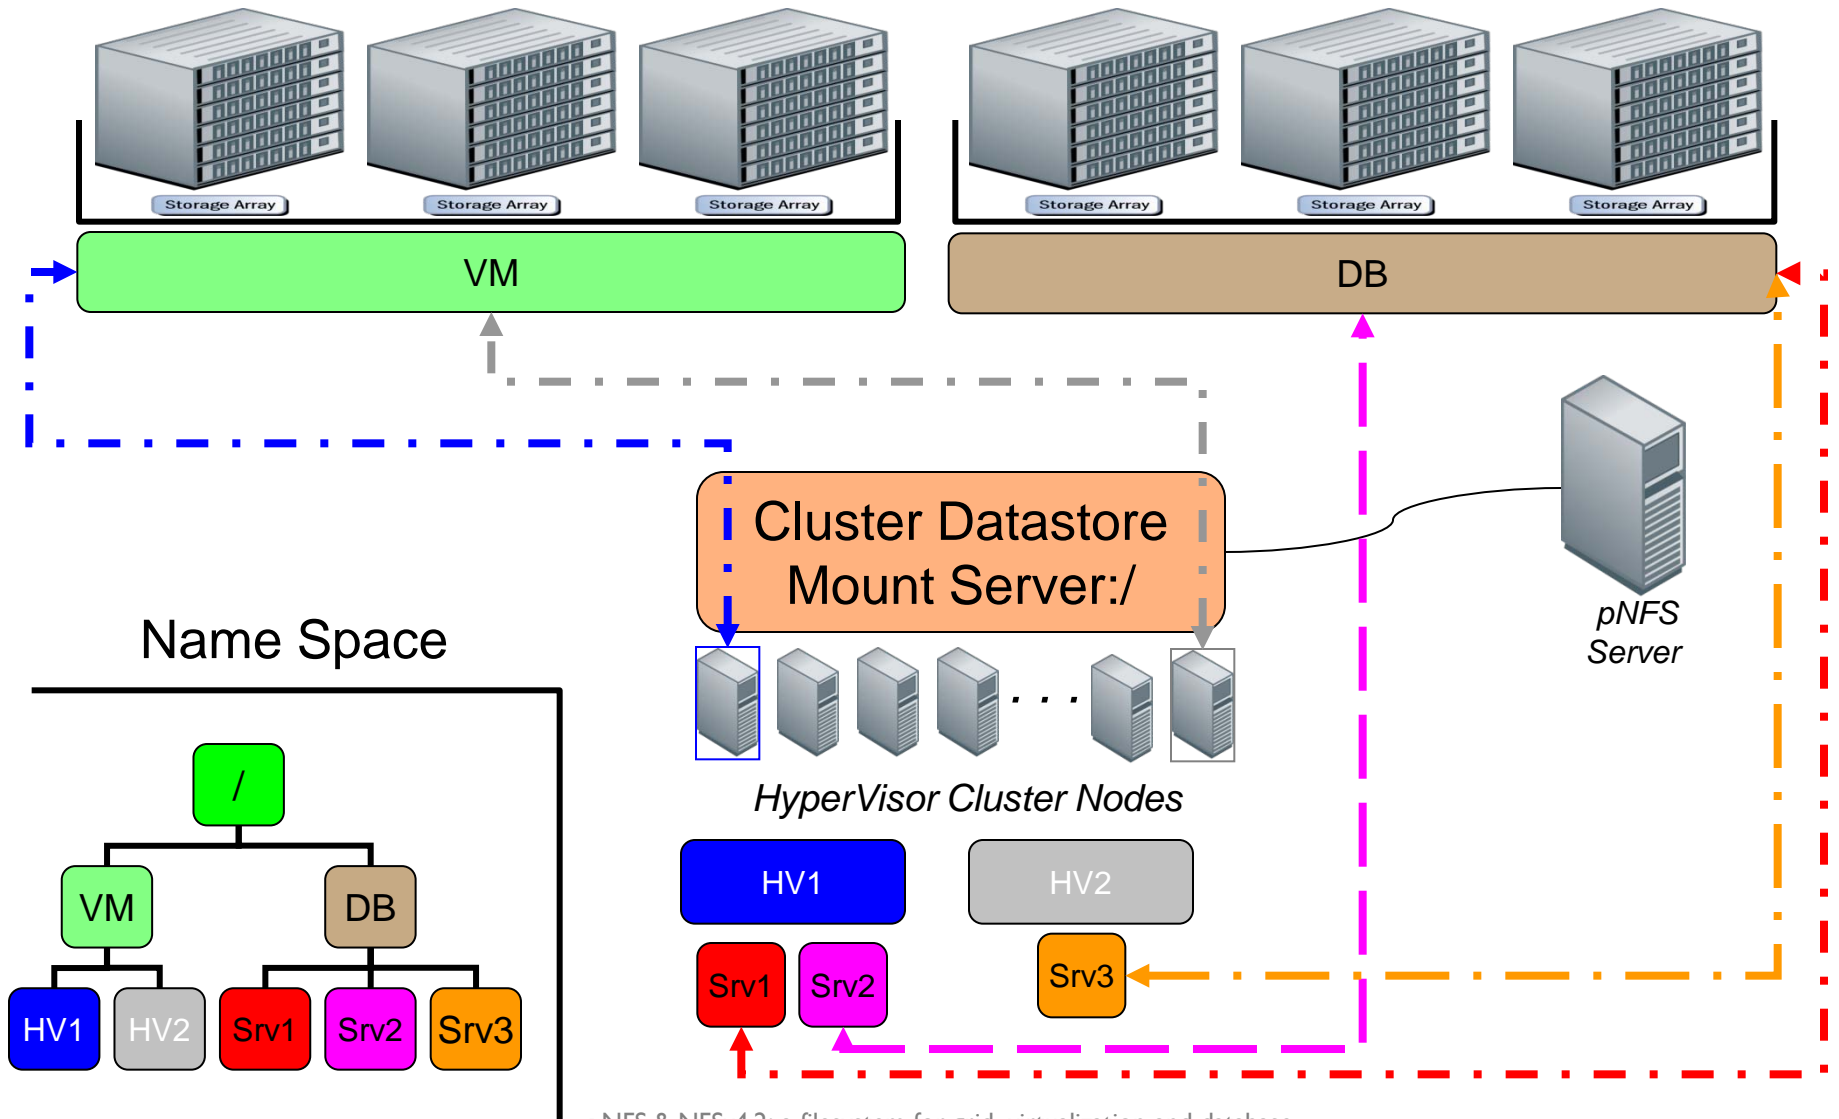 Storage Array
Storage Array
Storage Array
Storage Array
Storage Array
Storage Array
VM
DB
Cluster Datastore
Mount Server:/
pNFS
Server
Name Space
. . .
HyperVisor Cluster Nodes
/
VM
DB
HV1
HV2
Srv1
Srv2
Srv3
HV1
HV2
Srv1
Srv2
Srv3